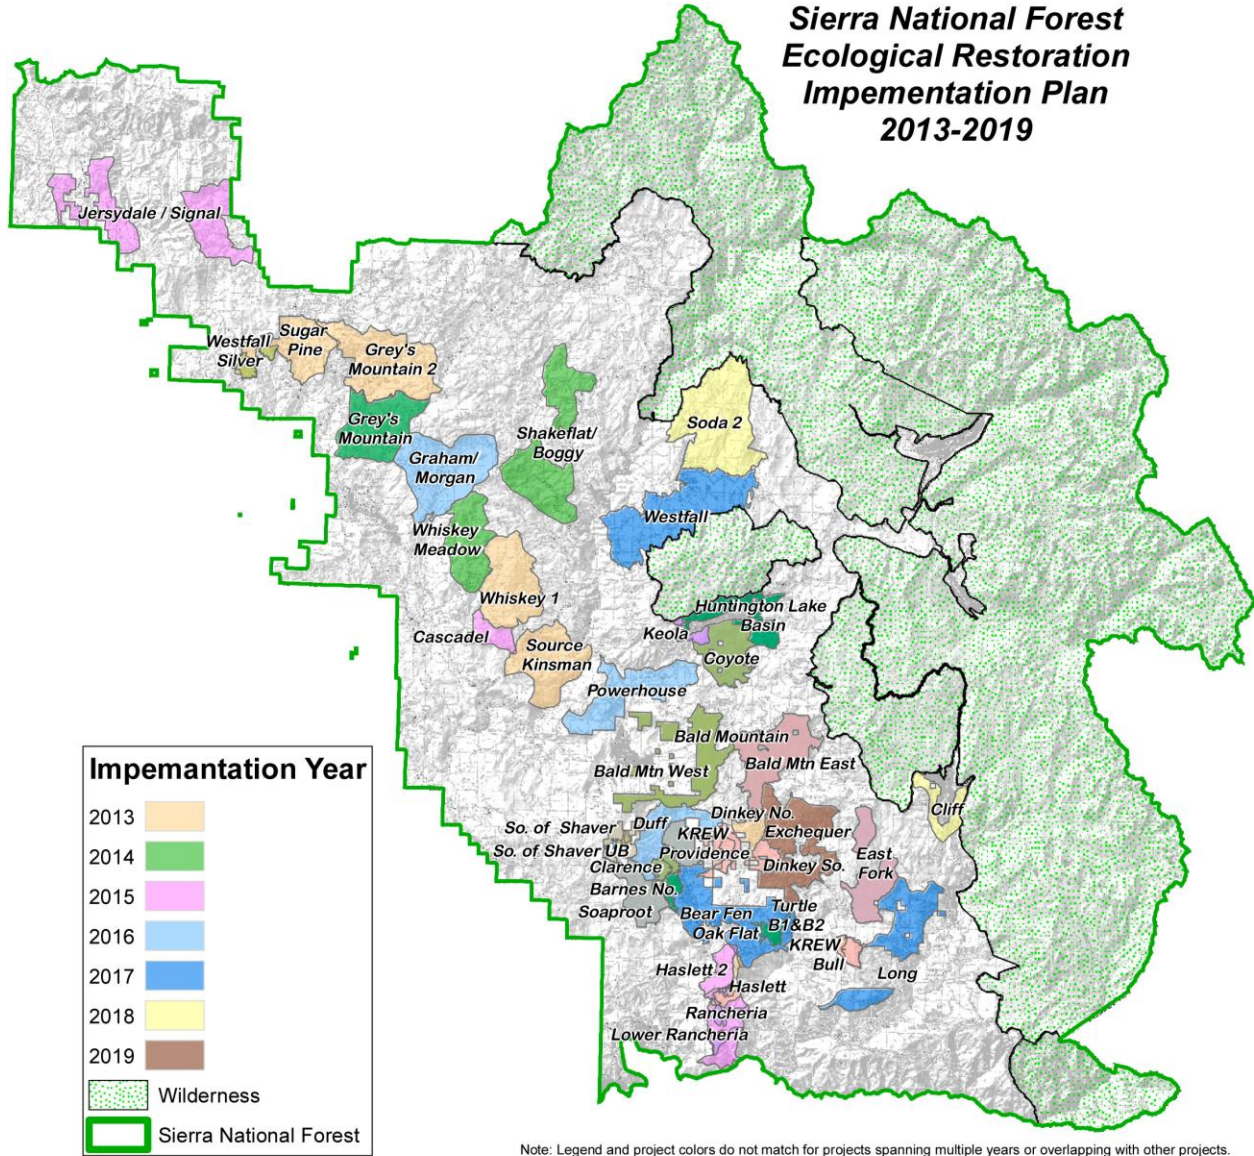 Sierra National Forest
Ecological Restoration
Impementation Plan
2013-2019
Jersydale / Signal
Westfall
Silver
Sugar
Pine
Grey's
Mountain 2
Grey's
Mountain
Graham/
Morgan
Shakeflat/
Boggy
Soda 2
Westfall
Whiskey
Meadow
Whiskey 1
Cascadel
Source
Kinsman
Huntington Lake
Basin
Keola
Coyote
Powerhouse
Bald Mountain
Bald Mtn West
Bald Mtn East
Cliff
Dinkey No.
So. of Shaver
Duff
KREW
Exchequer
So. of Shaver UB
Providence
Dinkey So.
East
Fork
Clarence
Barnes No.
Soaproot
Bear Fen
Oak Flat
Turtle
B1&B2
KREW
Bull
Long
Haslett 2
Haslett
Rancheria
Lower Rancheria
Impemantation Year
2013
2014
2015
2016
2017
2018
2019
Wilderness
Sierra National Forest
Note: Legend and project colors do not match for projects spanning multiple years or overlapping with other projects.